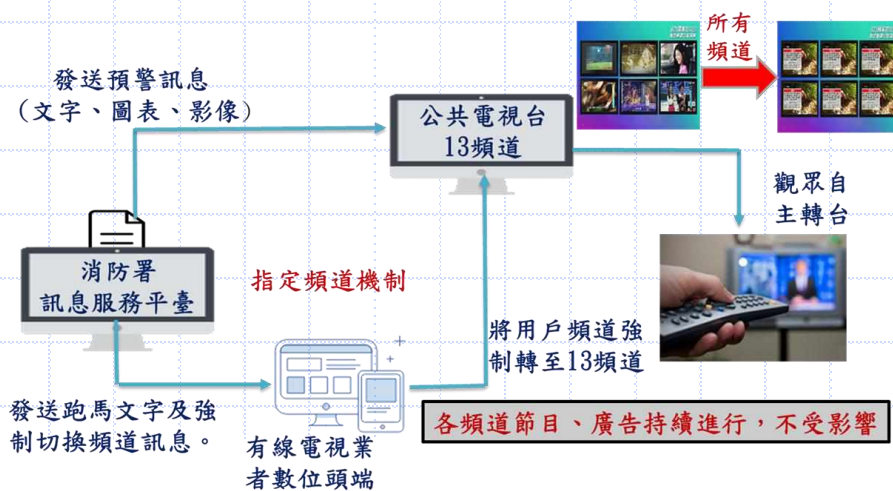 所有
頻道
發送預警訊息
(文字、圖表、影像)
公共電視台
13頻道
觀眾自
主轉台
消防署
訊息服務平臺
指定頻道機制
將用戶頻道強
制轉至13頻道
發送跑馬文字及強
制切換頻道訊息。
有線電視業
者數位頭端
各頻道節目、廣告持續進行，不受影響